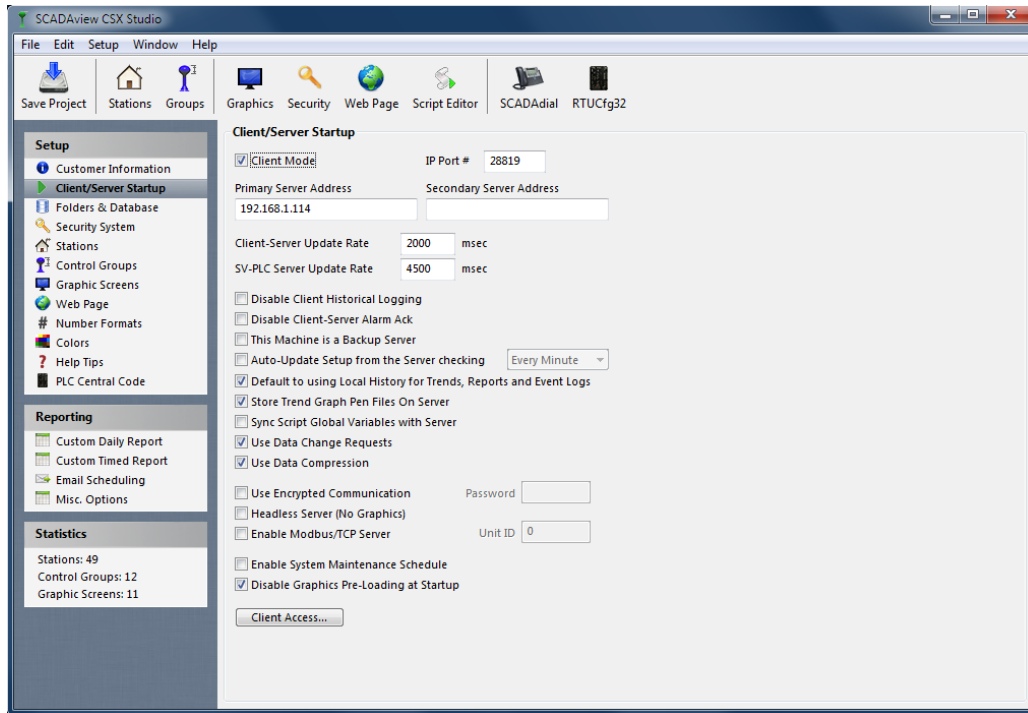 SCADAview CSX Studio
File Edit Setup Window Help
Save Project Stations Groups Graphics Security Web Page Script Editor SCADAdial RTUCfg32
Setup
Customer Information
Client/Server Startup
Folders & Database
Security System
Stations
Control Groups
Graphic Screens
Web Page
# Number Formats
Colors
? Help Tips
PLC Central Code
Reporting
Custom Daily Report
Custom Timed Report
Email Scheduling
Misc. Options
Statistics
Stations: 49
Control Groups: 12
Graphic Screens: 11
Client/Server Startup
Client Mode IP Port # 28819
Primary Server Address Secondary Server Address
192.168.1.114
Client-Server Update Rate 2000 msec
SV-PLC Server Update Rate 4500 msec
Disable Client Historical Logging
Disable Client-Server Alarm Ack
This Machine is a Backup Server
Auto-Update Setup from the Server checking Every Minute
Default to using Local History for Trends, Reports and Event Logs
Store Trend Graph Pen Files On Server
Sync Script Global Variables with Server
Use Data Change Requests
Use Data Compression
Use Encrypted Communication Password
Headless Server (No Graphics)
Enable Modbus/TCP Server Unit ID 0
Enable System Maintenance Schedule
Disable Graphics Pre-Loading at Startup
Client Access...